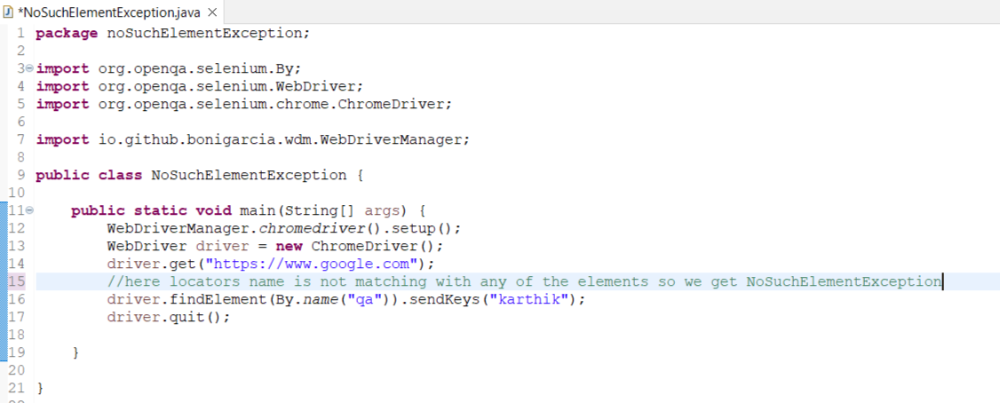 *NoSuchElementException.java
1 package noSuchElementException;
2
3 import org.openqa.selenium.By;
4 import org.openqa.selenium.WebDriver;
5 import org.openqa.selenium.chrome.ChromeDriver;
6
7 import io.github.bonigarcia.wdm.WebDriverManager;
8
9 public class NoSuchElementException {
10
11     public static void main(String[] args) {
12         WebDriverManager.chromedriver().setup();
13         WebDriver driver = new ChromeDriver();
14         driver.get("https://www.google.com");
15         //here locators name is not matching with any of the elements so we get NoSuchElementException
16         driver.findElement(By.name("qa")).sendKeys("karthik");
17         driver.quit();
18
19     }
20
21 }